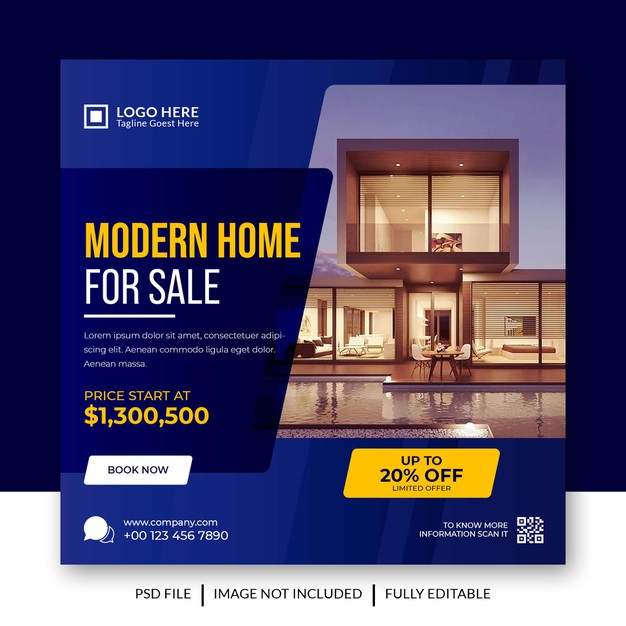 LOGO HERE
Tagline Goest Here
MODERN HOME
FOR SALE
Lorem ipsum dolor sit amet, consectetuer adipi-
scing elit. Aenean commodo ligula eget dolor.
Aenean massa.
PRICE START AT
$1,300,500
BOOK NOW
UP TO
20% OFF
LIMITED OFFER
www.company.com
+00 123 456 7890
TO KNOW MORE
INFORMATION SCAN IT
PSD FILE | IMAGE NOT INCLUDED | FULLY EDITABLE